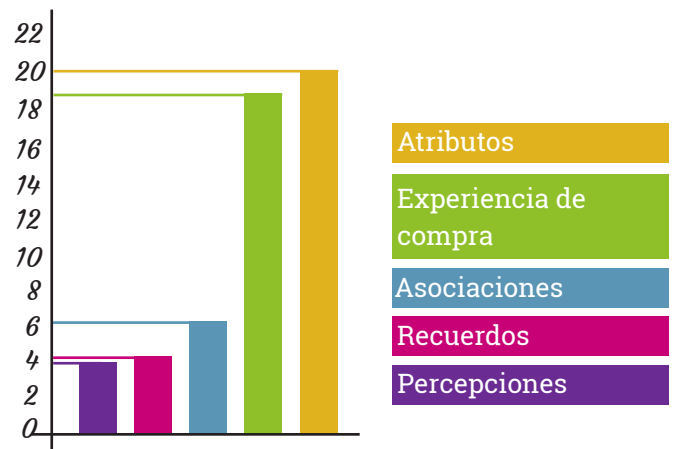 22
20
18
16
14
12
10
8
6
4
2
0
Atributos
Experiencia de
compra
Asociaciones
Recuerdos
Percepciones